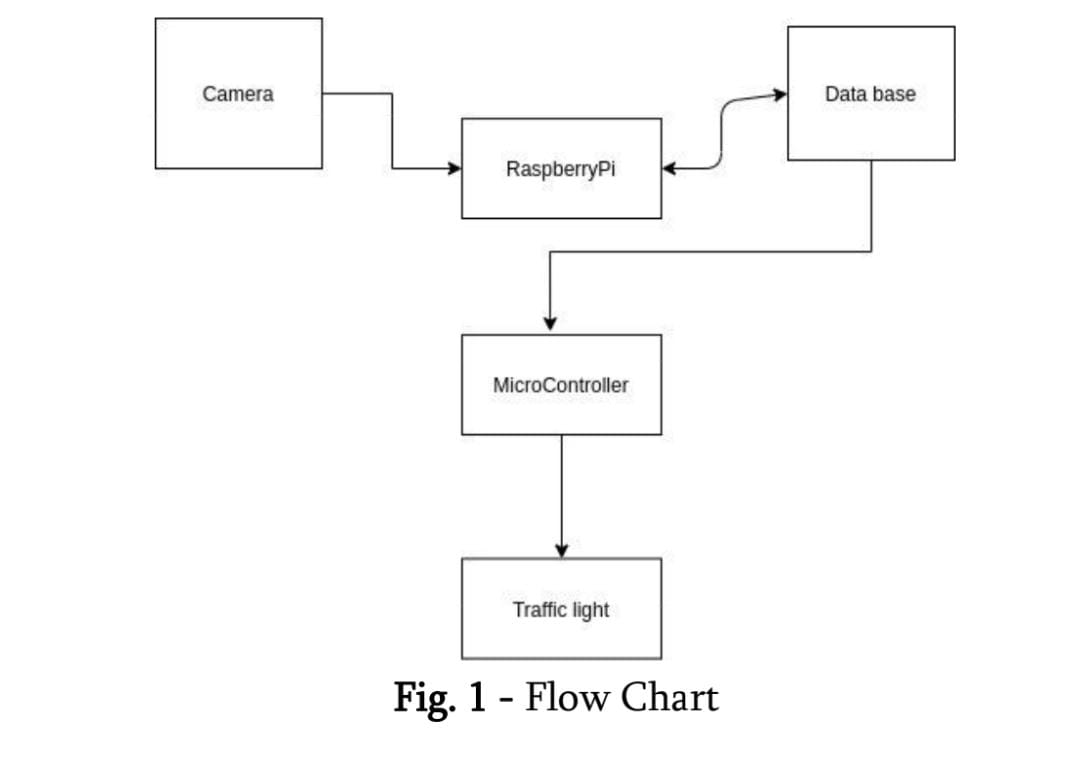 Camera
Data base
RaspberryPi
MicroController
Traffic light
Fig. 1 - Flow Chart